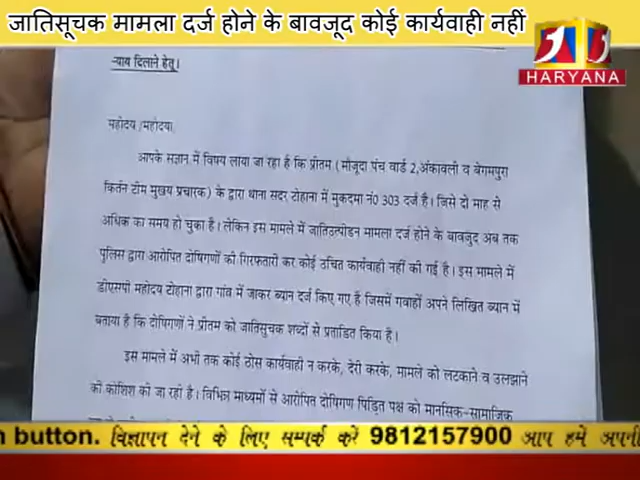 जातिसूचक मामला दर्ज होने के बावजूद कोई कार्यवाही नहीं
HARYANA
-याय दिलाने हेतू।
महोदय /महोदया,
आपके सज्ञान में विषय लाया जा रहा है कि प्रीतम ( मौजूदा पंच वार्ड 2,अंकावली व बेगमपुरा
किर्तन टीम मुखय प्रचारक ) के द्वारा थाना सदर टोहाना में मुकदमा नं0 303 दर्ज है। जिसे दो माह से
अधिक का समय हो चुका है। लेकिन इस मामले में जातिउत्पीडन मामला दर्ज होने के बावजुद अब तक
पुलिस द्वारा आरोपित दोषिगणों की गिरफतारी कर कोई उचित कार्यवाही नहीं की गई है। इस मामले में
डीएसपी महोदय टोहाना द्वारा गांव में जाकर ब्यान दर्ज किए गए है जिसमें गवाहों अपने लिखित ब्यान में
बताया है कि दोषिगणों ने प्रीतम को जातिसूचक शब्दों से प्रताडित किया है।
इस मामले में अभी तक कोई ठोस कार्यवाही न करके, देरी करके, मामले को लटकाने व उलझाने
की कोशिश की जा रही है। विभिन्न माध्यमों से आरोपित दोषिगण पिड़ित पक्ष को मानसिक-सामाजिक
n button. विज्ञापन देने के लिए सम्पर्क करें 9812157900 आप हमें अपनी